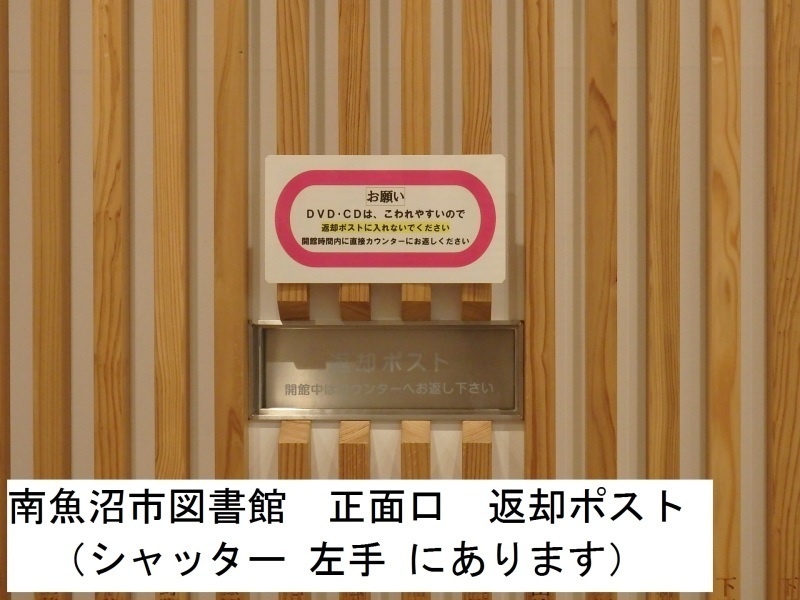 お願い
DVD・CDは、こわれやすいので
返却ポストに入れないでください
開館時間内に直接カウンターにお返しください
返却ポスト
開館中はカウンターへお返し下さい
南魚沼市図書館　正面口　返却ポスト
（シャッター 左手 にあります）
下